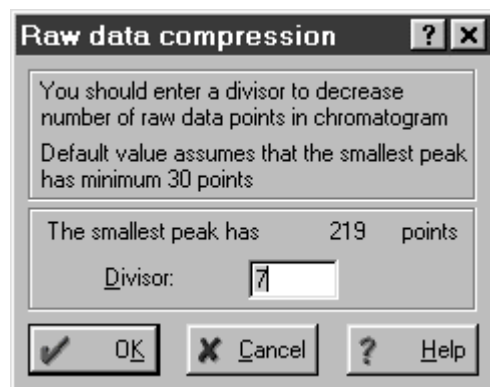 Raw data compression ? x
You should enter a divisor to decrease
number of raw data points in chromatogram
Default value assumes that the smallest peak
has minimum 30 points
The smallest peak has 219 points
Divisor: 7
OK Cancel ? Help